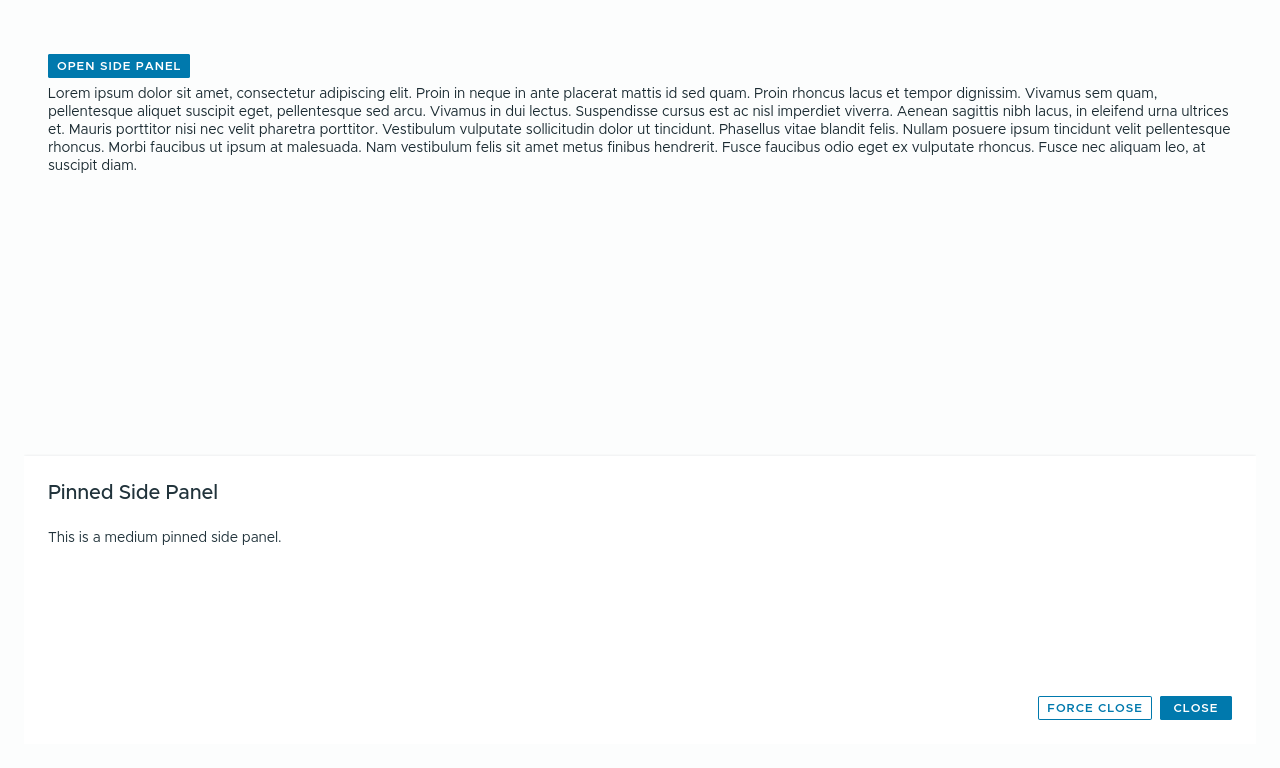 OPEN SIDE PANEL
Lorem ipsum dolor sit amet, consectetur adipiscing elit. Proin in neque in ante placerat mattis id sed quam. Proin rhoncus lacus et tempor dignissim. Vivamus sem quam,
pellentesque aliquet suscipit eget, pellentesque sed arcu. Vivamus in dui lectus. Suspendisse cursus est ac nisl imperdiet viverra. Aenean sagittis nibh lacus, in eleifend urna ultrices
et. Mauris porttitor nisi nec velit pharetra porttitor. Vestibulum vulputate sollicitudin dolor ut tincidunt. Phasellus vitae blandit felis. Nullam posuere ipsum tincidunt velit pellentesque
rhoncus. Morbi faucibus ut ipsum at malesuada. Nam vestibulum felis sit amet metus finibus hendrerit. Fusce faucibus odio eget ex vulputate rhoncus. Fusce nec aliquam leo, at
suscipit diam.
Pinned Side Panel
This is a medium pinned side panel.
FORCE CLOSE
CLOSE